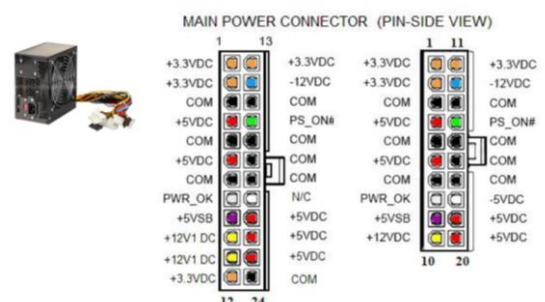 MAIN POWER CONNECTOR (PIN-SIDE VIEW)
1 13
+3.3VDC +3.3VDC
+3.3VDC -12VDC
COM COM
+5VDC PS_ON#
COM COM
+5VDC COM
COM COM
PWR_OK N/C
+5VSB +5VDC
+12V1 DC +5VDC
+12V1 DC +5VDC
+3.3VDC COM
12 24
1 11
+3.3VDC +3.3VDC
+3.3VDC -12VDC
COM COM
+5VDC PS_ON#
COM COM
+5VDC COM
COM COM
PWR_OK -5VDC
+5VSB +5VDC
+12VDC +5VDC
10 20